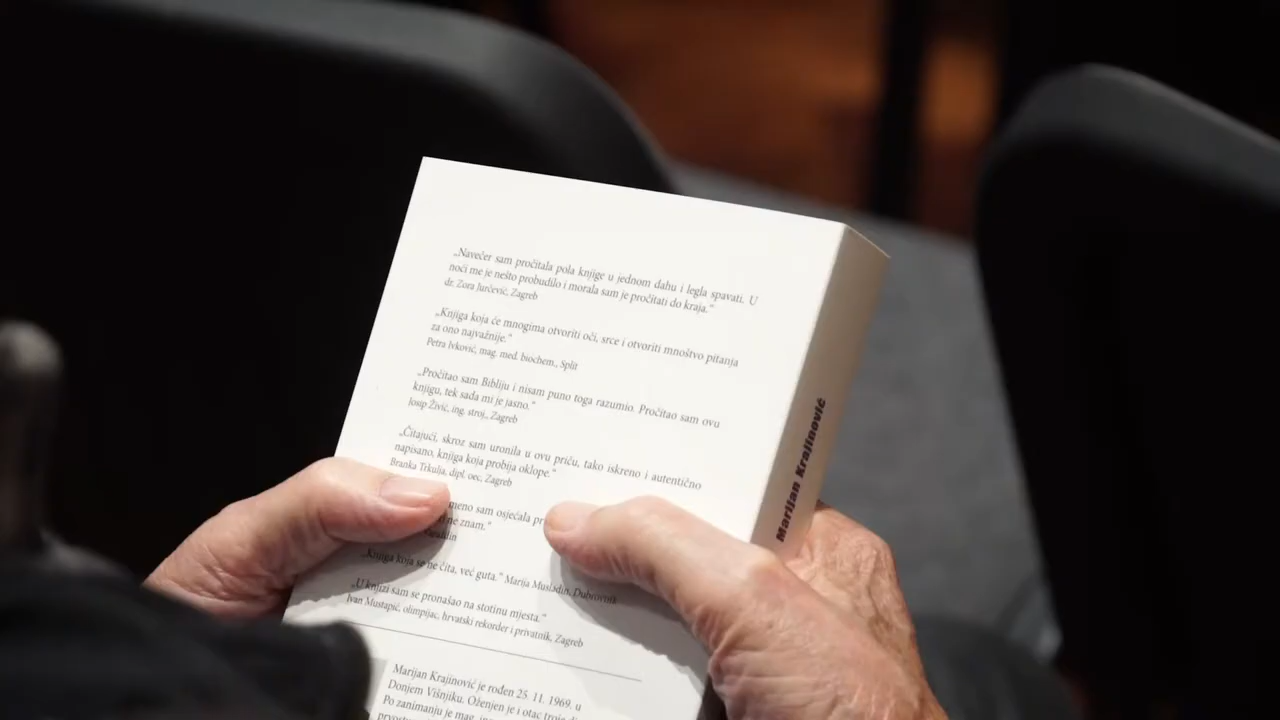 „Navečer sam pročitala pola knjige u jednom dahu i legla spavati. U
noći me je nešto probudilo i morala sam je pročitati do kraja.“
dr. Zora Jurčević, Zagreb
„Knjiga koja će mnogima otvoriti oči, srce i otvoriti mnoštvo pitanja
za ono najvažnije.“
Petra Ivković, mag. med. biochem., Split
„Pročitao sam Bibliju i nisam puno toga razumio. Pročitao sam ovu
knjigu, tek sada mi je jasno.“
Josip Živić, ing. stroj., Zagreb
„Čitajući, skroz sam uronila u ovu priču, tako iskreno i autentično
napisano, knjiga koja probija oklope.“
Branka Trkulja, dipl. oec, Zagreb
meno sam osjećala pr
ne znam.“
„Knjiga koja se ne čita, već guta.“ Marija Musladin, Dubrovnik
„U knjizi sam se pronašao na stotinu mjesta.“
Ivan Mustapić, olimpijac, hrvatski rekorder i privatnik, Zagreb
Marijan Krajinović je rođen 25. 11. 1969. u
Donjem Višnjiku. Oženjen je i otac troje
Po zanimanju je mag.
Marijan Krajinović